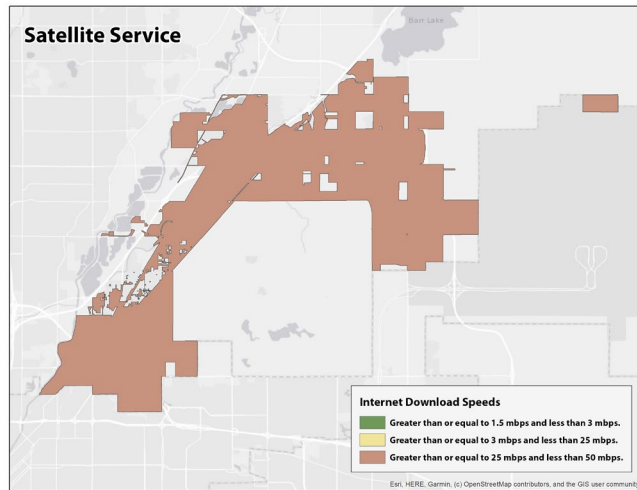 Satellite Service
Barr Lake
Internet Download Speeds
Greater than or equal to 1.5 mbps and less than 3 mbps.
Greater than or equal to 3 mbps and less than 25 mbps.
Greater than or equal to 25 mbps and less than 50 mbps.
Esri, HERE, Garmin, (c) OpenStreetMap contributors, and the GIS user community